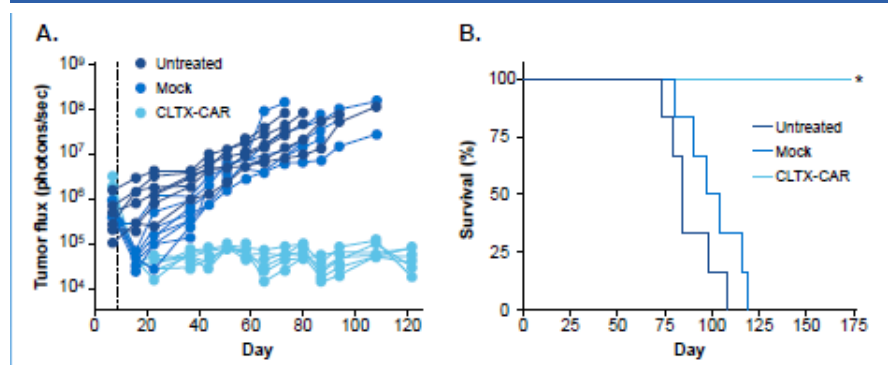 A.
Tumor flux (photons/sec)
10⁹
10⁸
10⁷
10⁶
10⁵
10⁴
Untreated
Mock
CLTX-CAR
0 20 40 60 80 100 120
Day
B.
Survival (%)
100
75
50
25
0
*
Untreated
Mock
CLTX-CAR
0 25 50 75 100 125 150 175
Day